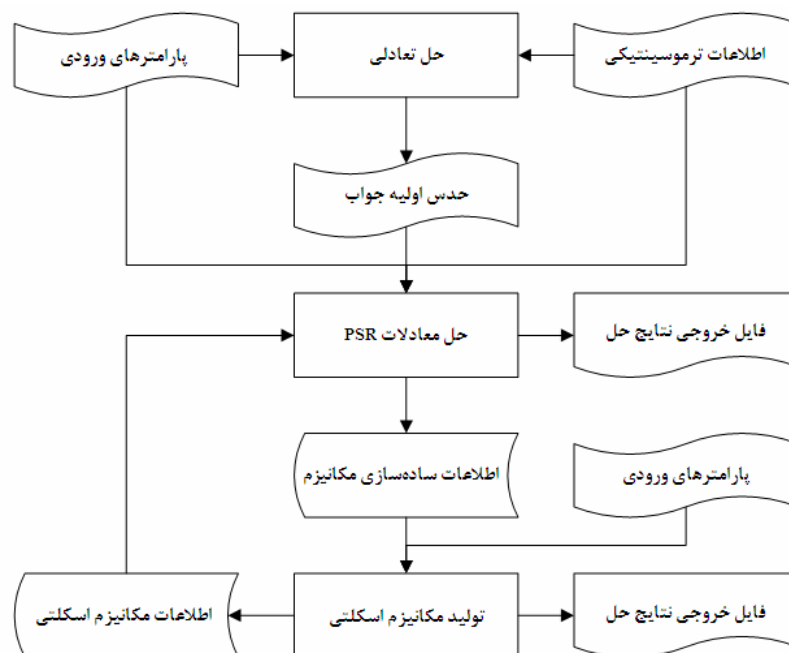 اطلاعات ترموسینتیکی
حل تعادلی
پارامترهای ورودی
حدس اولیه جواب
حل معادلات PSR
فایل خروجی نتایج حل
اطلاعات ساده‌سازی مکانیزم
پارامترهای ورودی
اطلاعات مکانیزم اسکلتی
تولید مکانیزم اسکلتی
فایل خروجی نتایج حل